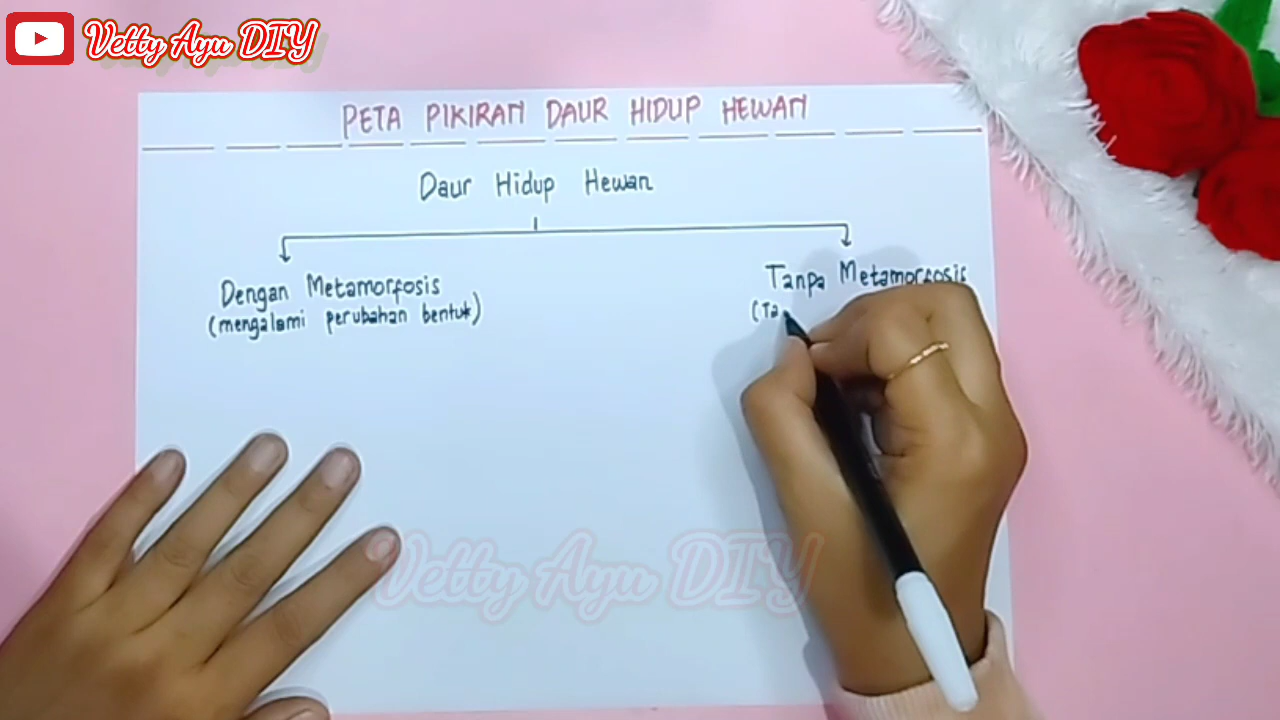 Vetty Ayu DIY
PETA PIKIRAN DAUR HIDUP HEWAN
Daur Hidup Hewan
Dengan Metamorfosis
(mengalami perubahan bentuk)
Tanpa Metamorfosis
(Ta
Vetty Ayu DIY